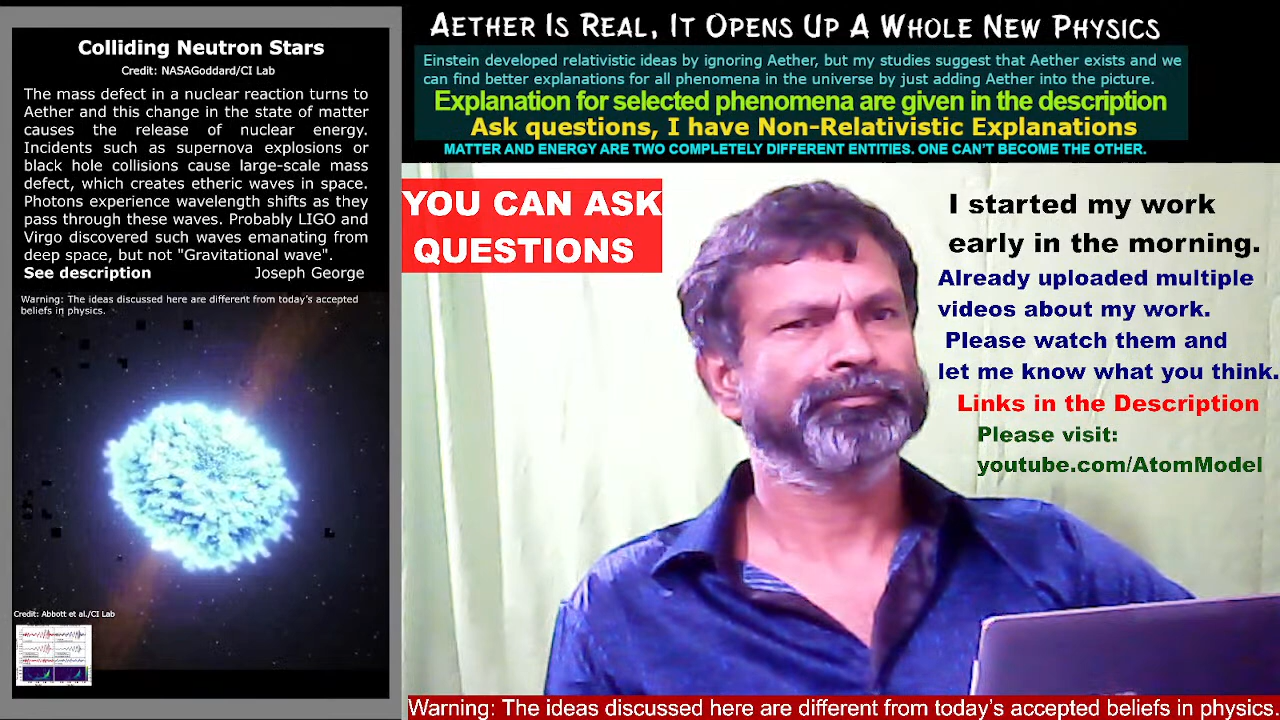 Colliding Neutron Stars
Credit: NASAGoddard/CI Lab
The mass defect in a nuclear reaction turns to
Aether and this change in the state of matter
causes the release of nuclear energy.
Incidents such as supernova explosions or
black hole collisions cause large-scale mass
defect, which creates etheric waves in space.
Photons experience wavelength shifts as they
pass through these waves. Probably LIGO and
Virgo discovered such waves emanating from
deep space, but not "Gravitational wave".
See description Joseph George
Warning: The ideas discussed here are different from today's accepted
beliefs in physics.
Credit: Abbott et al./CI Lab
Aether Is Real, It Opens Up A Whole New Physics
Einstein developed relativistic ideas by ignoring Aether, but my studies suggest that Aether exists and we
can find better explanations for all phenomena in the universe by just adding Aether into the picture.
Explanation for selected phenomena are given in the description
Ask questions, I have Non-Relativistic Explanations
MATTER AND ENERGY ARE TWO COMPLETELY DIFFERENT ENTITIES. ONE CAN'T BECOME THE OTHER.
YOU CAN ASK
QUESTIONS
I started my work
early in the morning.
Already uploaded multiple
videos about my work.
Please watch them and
let me know what you think.
Links in the Description
Please visit:
youtube.com/AtomModel
Warning: The ideas discussed here are different from today's accepted beliefs in physics.